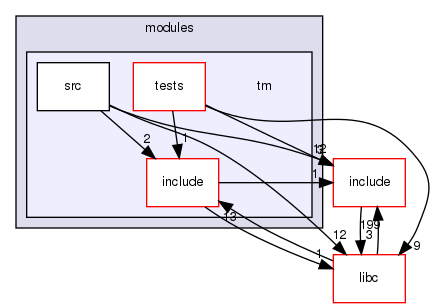 modules
src
tests
tm
2
1
12
include
1
include
13
199
3
12
9
1
libc